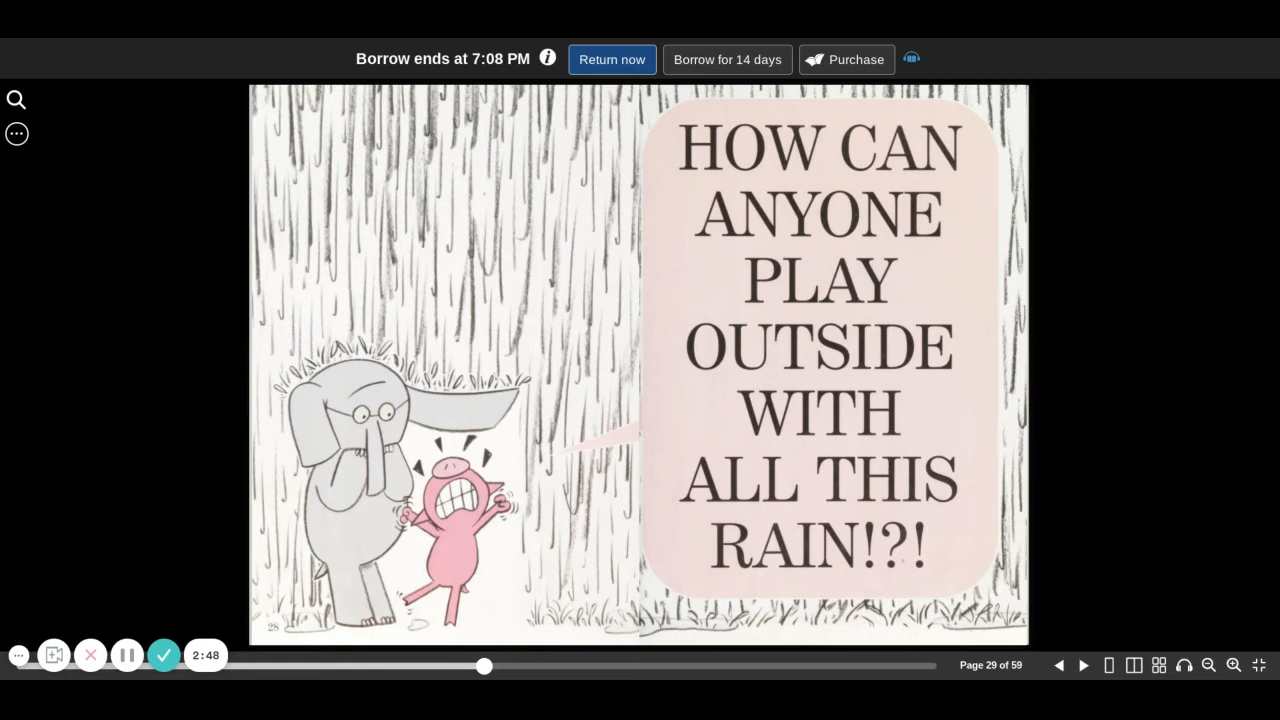 Borrow ends at 7:08 PM
Return now
Borrow for 14 days
Purchase
HOW CAN
ANYONE
PLAY
OUTSIDE
WITH
ALL THIS
RAIN!?!
28
2:48
Page 29 of 59